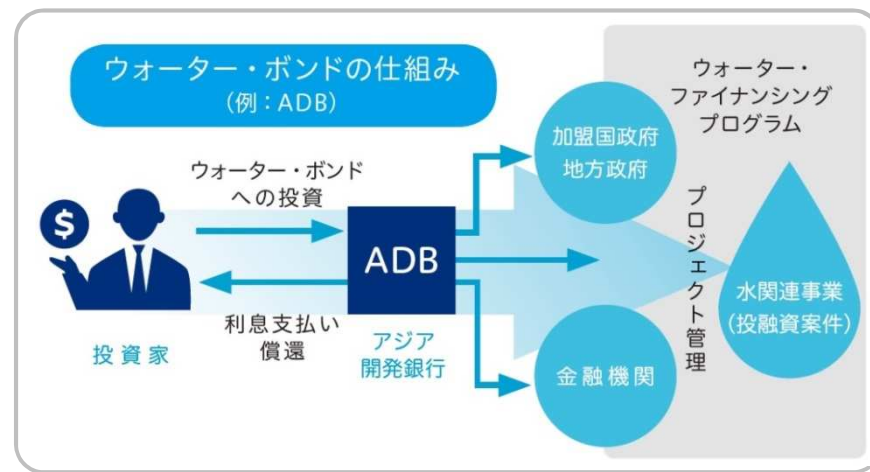 ウォーター・ボンドの仕組み
(例：ADB)
ウォーター・
ファイナンシング
プログラム
加盟国政府
地方政府
ウォーター・ボンド
への投資
$
ADB
プロジェクト管理
水関連事業
(投融資案件)
利息支払い
償還
投資家
アジア
開発銀行
金融機関